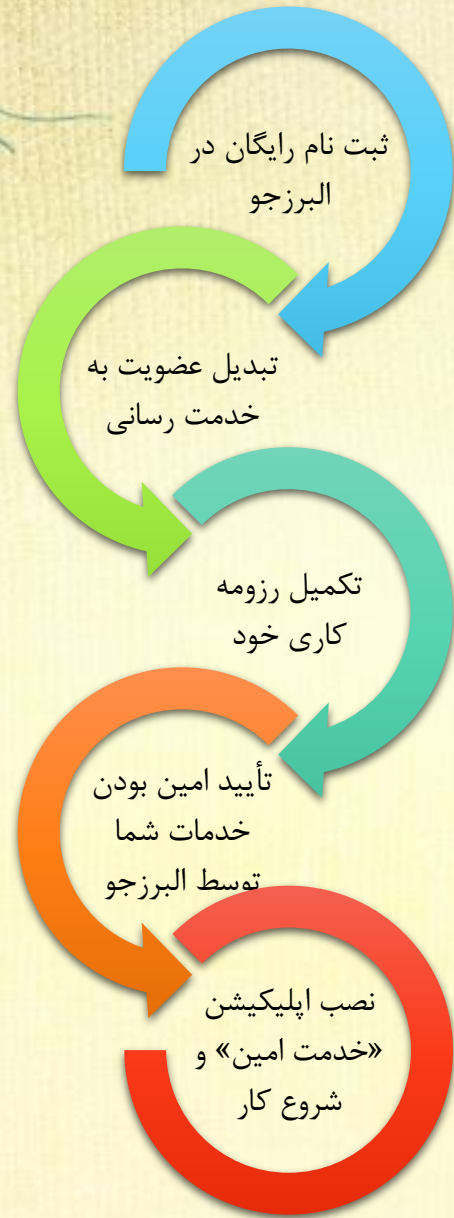 ثبت نام رایگان در
البرزجو
تبدیل عضویت به
خدمت رسانی
تکمیل رزومه
کاری خود
تأیید امین بودن
خدمات شما
توسط البرزجو
نصب اپلیکیشن
«خدمت امین» و
شروع کار